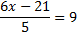 (6x − 21)/5 = 9